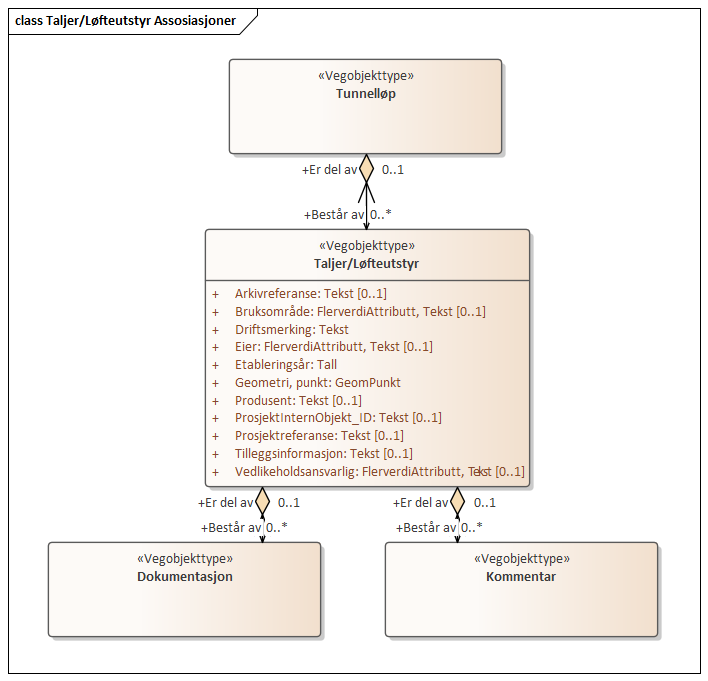 class Taljer/Løfteutstyr Assosiasjoner
«Vegobjekttype»
Tunnelløp
+Er del av 0..1
+Består av 0..*
«Vegobjekttype»
Taljer/Løfteutstyr
+ Arkivreferanse: Tekst [0..1]
+ Bruksområde: FlerverdiAttributt, Tekst [0..1]
+ Driftsmerking: Tekst
+ Eier: FlerverdiAttributt, Tekst [0..1]
+ Etableringsår: Tall
+ Geometri, punkt: GeomPunkt
+ Produsent: Tekst [0..1]
+ ProsjektInternObjekt_ID: Tekst [0..1]
+ Prosjektreferanse: Tekst [0..1]
+ Tilleggsinformasjon: Tekst [0..1]
+ Vedlikeholdsansvarlig: FlerverdiAttributt, Tekst [0..1]
+Er del av 0..1 +Er del av 0..1
+Består av 0..* +Består av 0..*
«Vegobjekttype» «Vegobjekttype»
Dokumentasjon Kommentar